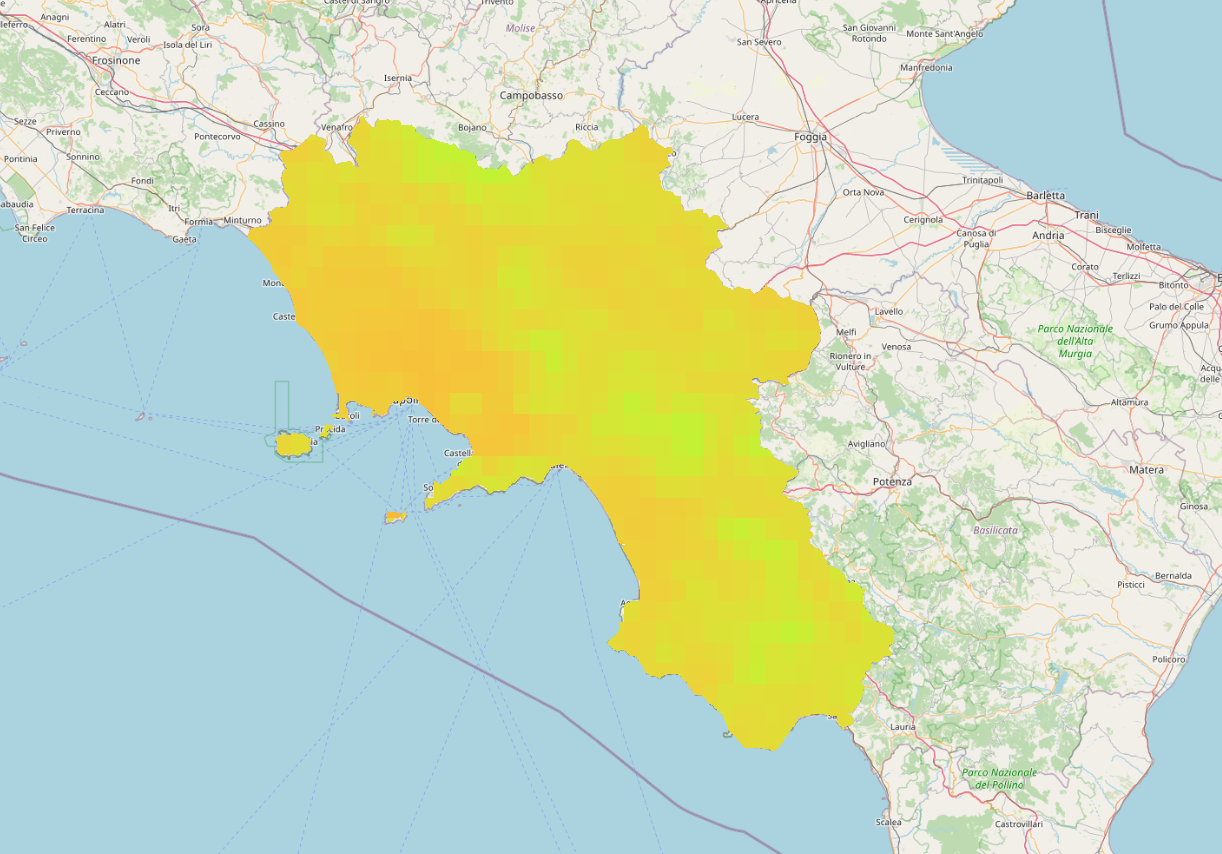 Anagni
Alatri
Sora
Castel di Sangro
Trivento
Molise
Apricena
San Giovanni
Rotondo
Monte Sant'Angelo
Ferentino
Veroli
Isola del Liri
San Severo
Frosinone
Manfredonia
Isernia
Ceccano
Campobasso
Sezze
Priverno
Pontecorvo
Cassino
Venafro
Bojano
Riccia
Lucera
Foggia
Pontinia
Sonnino
Fondi
Itri
Trinitapoli
Orta Nova
Barletta
Terracina
Formia
Minturno
Gaeta
San Felice
Circeo
Cerignola
Trani
Canosa di
Puglia
Andria
Bisceglie
Molfetta
Corato
Terlizzi
Bitonto
Palo del Colle
Grumo Appula
Lavello
Melfi
Venosa
Rionero in
Vulture
Parco Nazionale
dell'Alta
Murgia
Altamura
Torre de
Castella
Avigliano
Potenza
Matera
Ginosa
Basilicata
Bernalda
Pisticci
Policoro
Lauria
Parco Nazionale
del Pollino
Scalea
Castrovillari